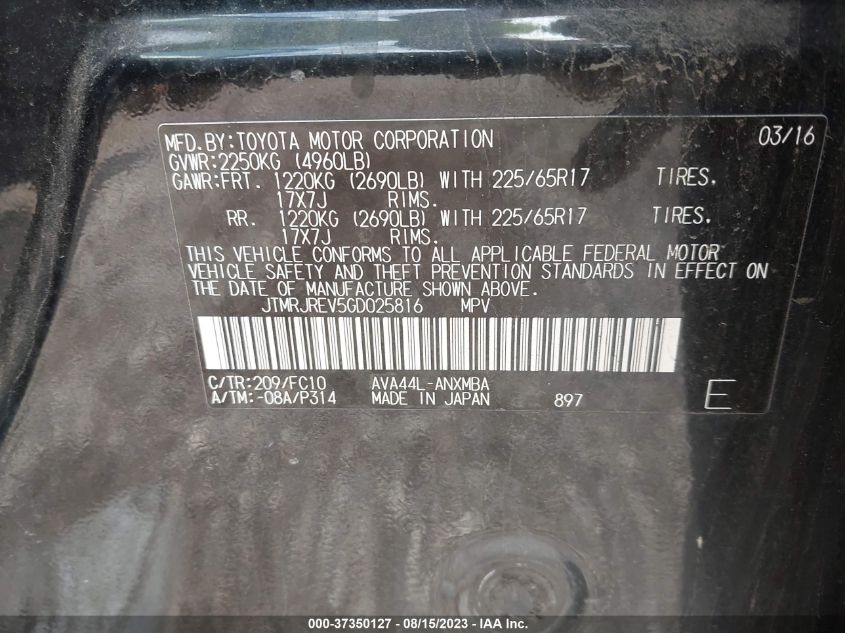 MFD.BY:TOYOTA MOTOR CORPORATION 03/16
GVWR:2250KG (4960LB)
GAWR:FRT. 1220KG (2690LB) WITH 225/65R17 TIRES.
17X7J RIMS.
RR. 1220KG (2690LB) WITH 225/65R17 TIRES.
17X7J RIMS.
THIS VEHICLE CONFORMS TO ALL APPLICABLE FEDERAL MOTOR
VEHICLE SAFETY AND THEFT PREVENTION STANDARDS IN EFFECT ON
THE DATE OF MANUFACTURE SHOWN ABOVE.
JTMRJREV5GD025816 MPV
C/TR:209/FC10 AVA44L-ANXMBA
A/TM:-08A/P314 MADE IN JAPAN 897 E
000-37350127 - 08/15/2023 - IAA Inc.